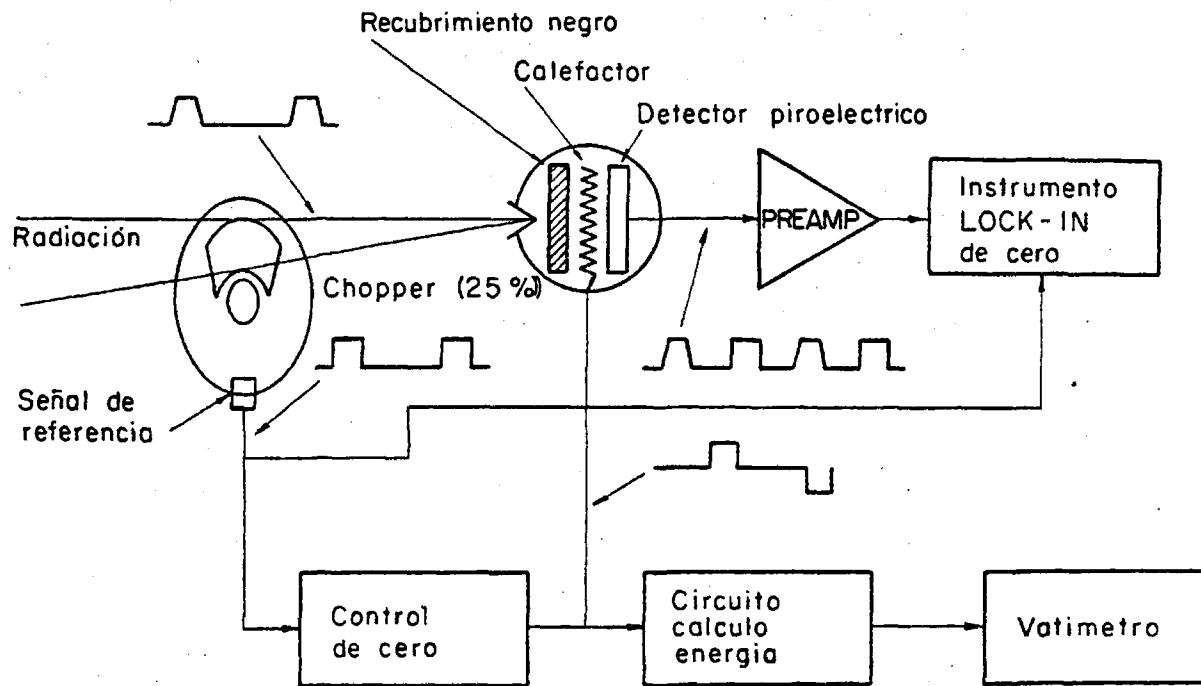 Recubrimiento negro
Calefactor
Detector piroelectrico
Radiación
Chopper (25%)
PREAMP
Instrumento
LOCK-IN
de cero
Señal de
referencia
Control
de cero
Circuito
calculo
energia
Vatimetro